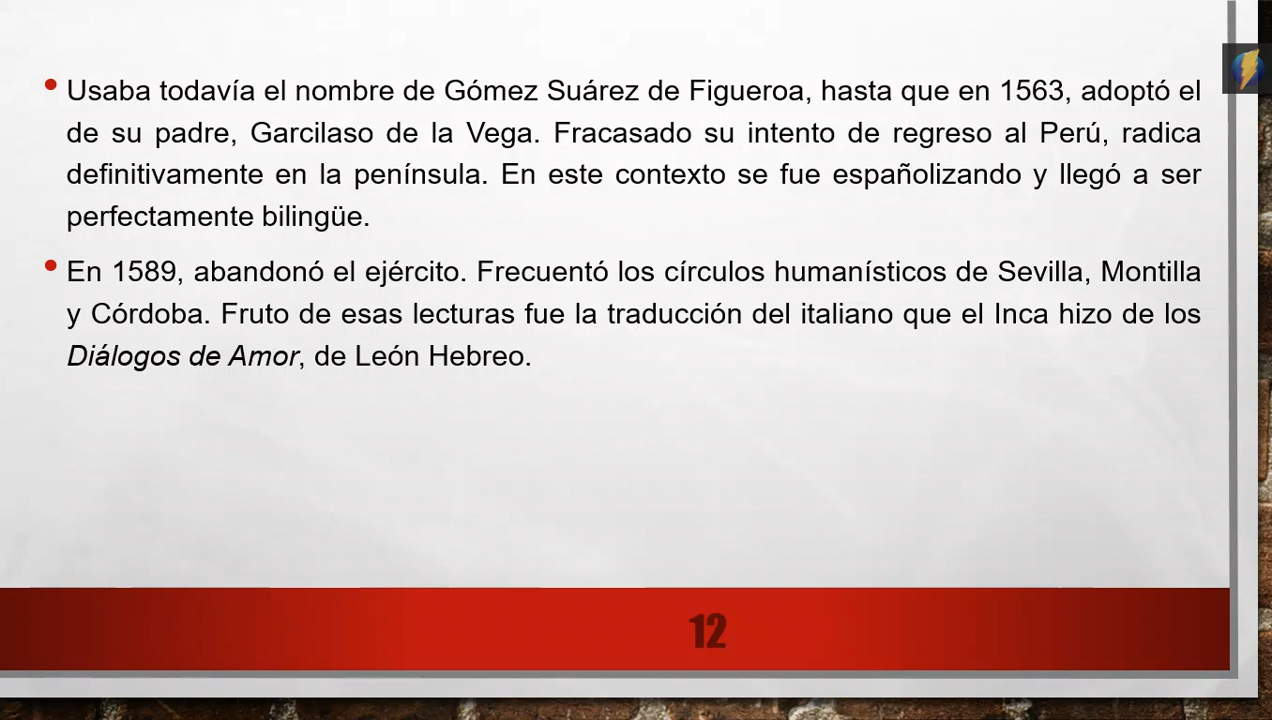 • Usaba todavía el nombre de Gómez Suárez de Figueroa, hasta que en 1563, adoptó el
de su padre, Garcilaso de la Vega. Fracasado su intento de regreso al Perú, radica
definitivamente en la península. En este contexto se fue españolizando y llegó a ser
perfectamente bilingüe.
• En 1589, abandonó el ejército. Frecuentó los círculos humanísticos de Sevilla, Montilla
y Córdoba. Fruto de esas lecturas fue la traducción del italiano que el Inca hizo de los
Diálogos de Amor, de León Hebreo.
12